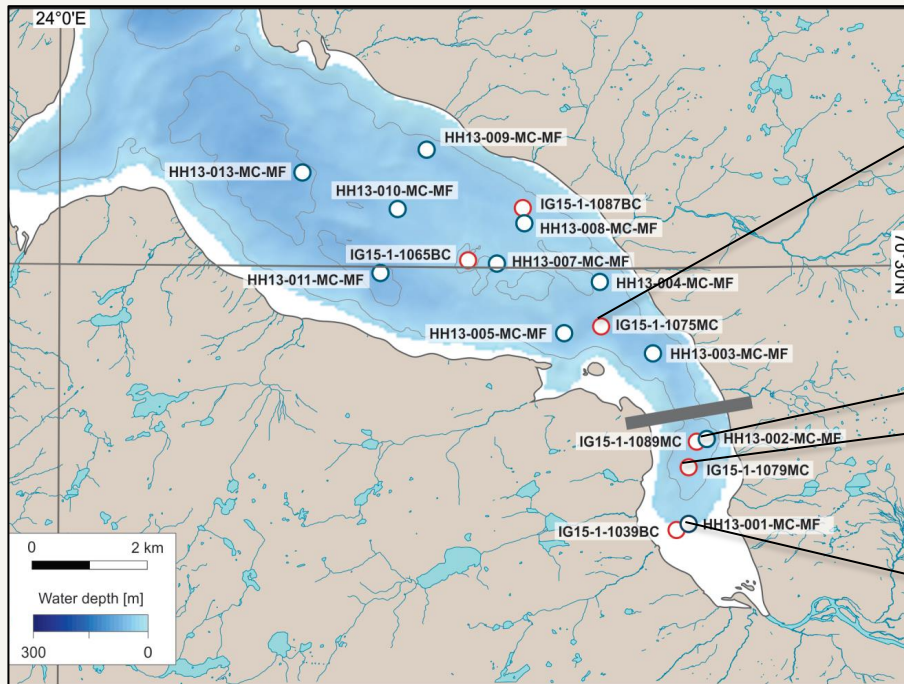 24°0'E
HH13-009-MC-MF
HH13-013-MC-MF
HH13-010-MC-MF
IG15-1-1087BC
HH13-008-MC-MF
IG15-1-1065BC
HH13-007-MC-MF
70°30'N
HH13-011-MC-MF
HH13-004-MC-MF
IG15-1-1075MC
HH13-005-MC-MF
HH13-003-MC-MF
IG15-1-1089MC
HH13-002-MC-MF
IG15-1-1079MC
HH13-001-MC-MF
IG15-1-1039BC
0 2 km
Water depth [m]
300 0